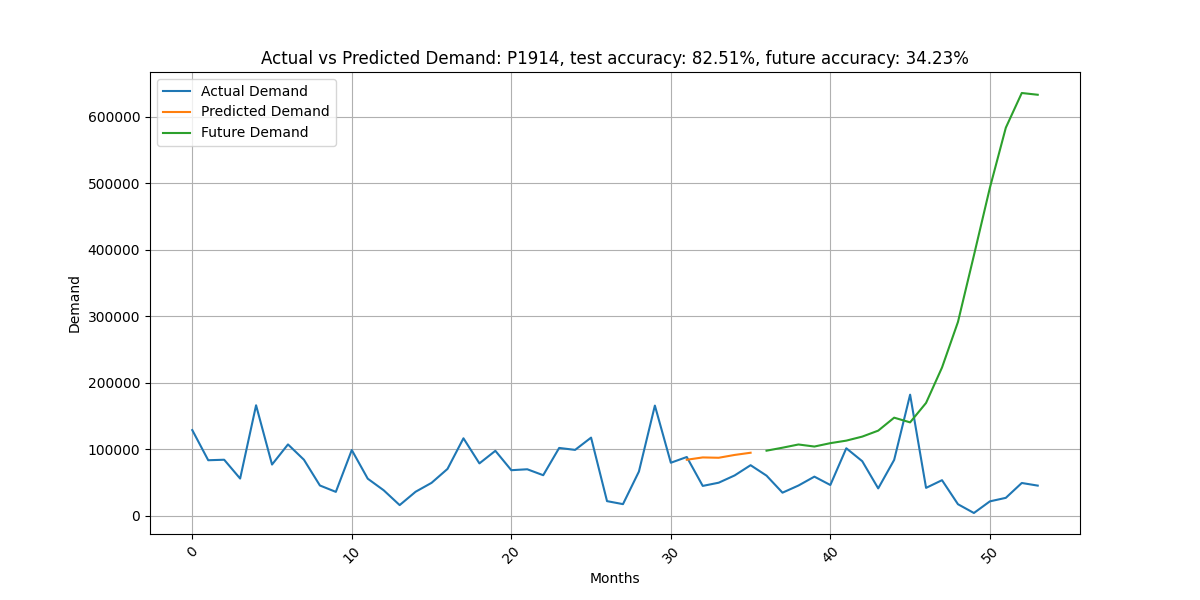 Actual vs Predicted Demand: P1914, test accuracy: 82.51%, future accuracy: 34.23%
Actual Demand
Predicted Demand
Future Demand
600000
500000
400000
300000
200000
100000
0
Demand
0
10
20
30
40
50
Months